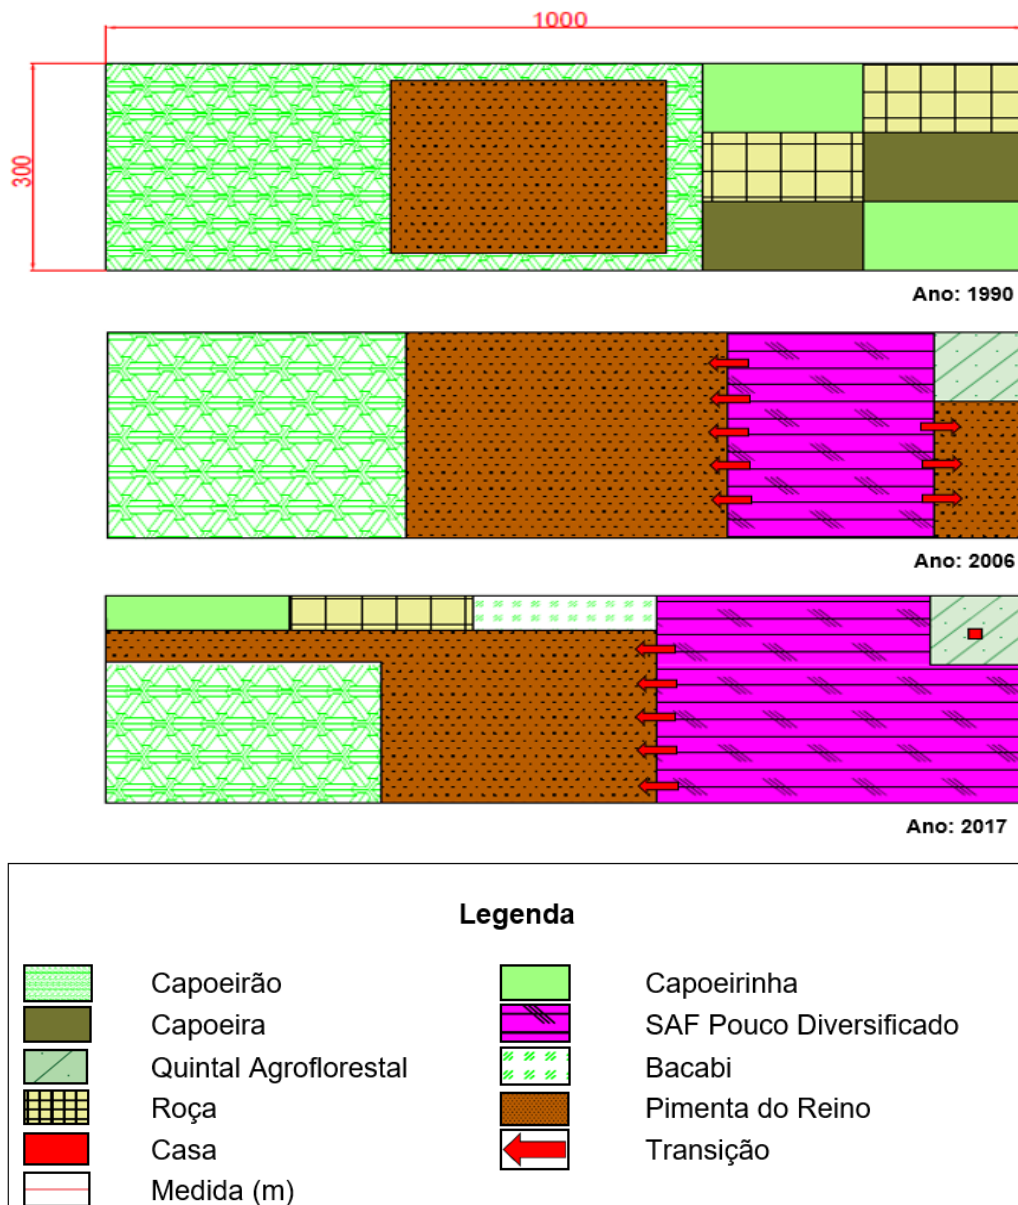 1000
300
Ano: 1990
Ano: 2006
Ano: 2017
Legenda
Capoeirão
Capoeirinha
Capoeira
SAF Pouco Diversificado
Quintal Agroflorestal
Bacabi
Roça
Pimenta do Reino
Casa
Transição
Medida (m)